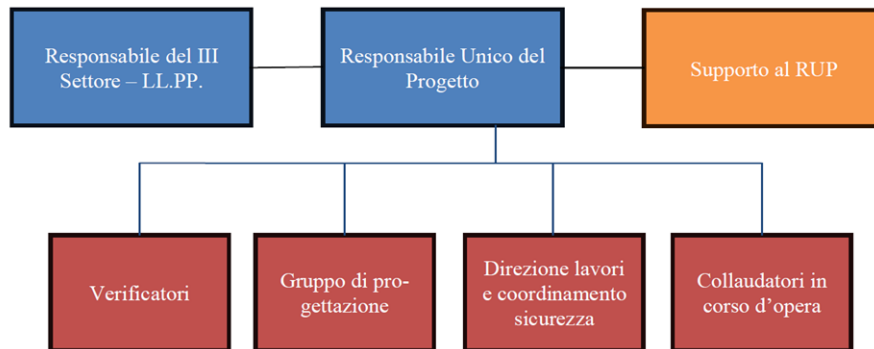 Responsabile del III
Settore – LL.PP.
Responsabile Unico del
Progetto
Supporto al RUP
Verificatori
Gruppo di pro-
gettazione
Direzione lavori
e coordinamento
sicurezza
Collaudatori in
corso d’opera